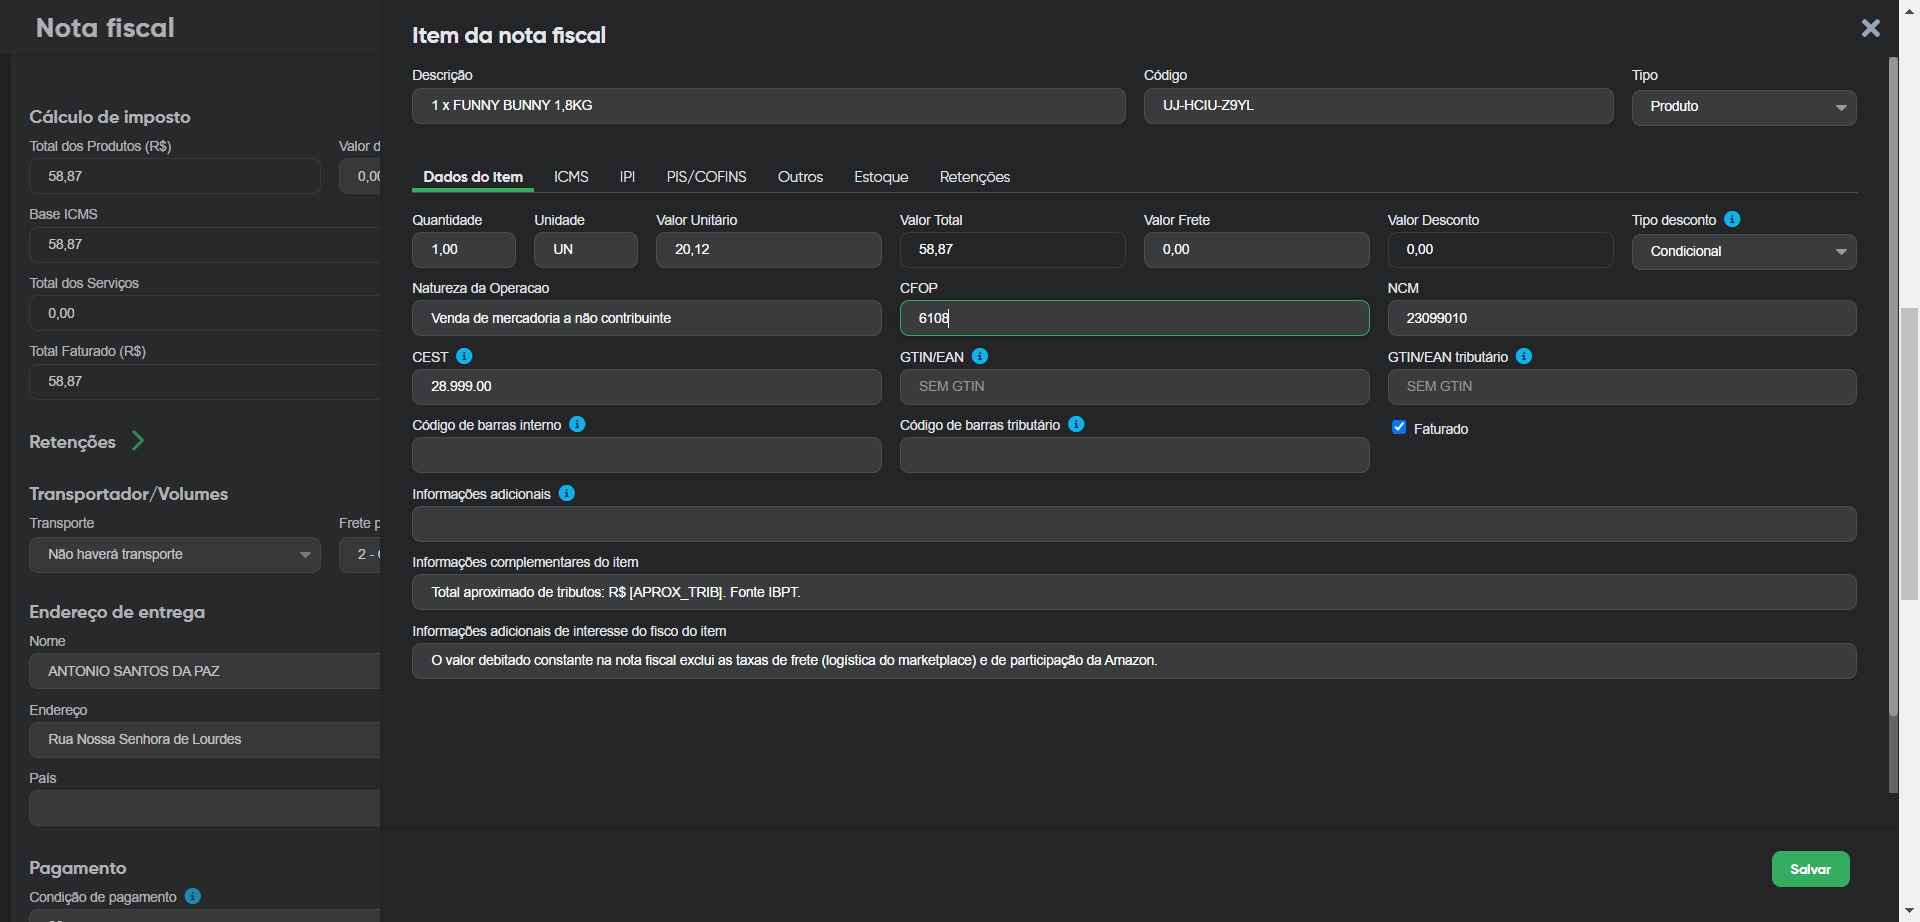 Nota fiscal
Cálculo de imposto
Total dos Produtos (R$)
Valor d
58,87
0,00
Base ICMS
58,87
Total dos Serviços
0,00
Total Faturado (R$)
58,87
Retenções
Transportador/Volumes
Transporte
Frete p
Não haverá transporte
2 -
Endereço de entrega
Nome
ANTONIO SANTOS DA PAZ
Endereço
Rua Nossa Senhora de Lourdes
País
Pagamento
Condição de pagamento
Item da nota fiscal
Descrição
Código
Tipo
1 x FUNNY BUNNY 1,8KG
UJ-HCIU-Z9YL
Produto
Dados do Item
ICMS
IPI
PIS/COFINS
Outros
Estoque
Retenções
Quantidade
Unidade
Valor Unitário
Valor Total
Valor Frete
Valor Desconto
Tipo desconto
1,00
UN
20,12
58,87
0,00
0,00
Condicional
Natureza da Operacao
CFOP
NCM
Venda de mercadoria a não contribuinte
6108
23099010
CEST
GTIN/EAN
GTIN/EAN tributário
28.999.00
SEM GTIN
SEM GTIN
Código de barras interno
Código de barras tributário
Faturado
Informações adicionais
Informações complementares do item
Total aproximado de tributos: R$ [APROX_TRIB]. Fonte IBPT.
Informações adicionais de interesse do fisco do item
O valor debitado constante na nota fiscal exclui as taxas de frete (logística do marketplace) e de participação da Amazon.
Salvar